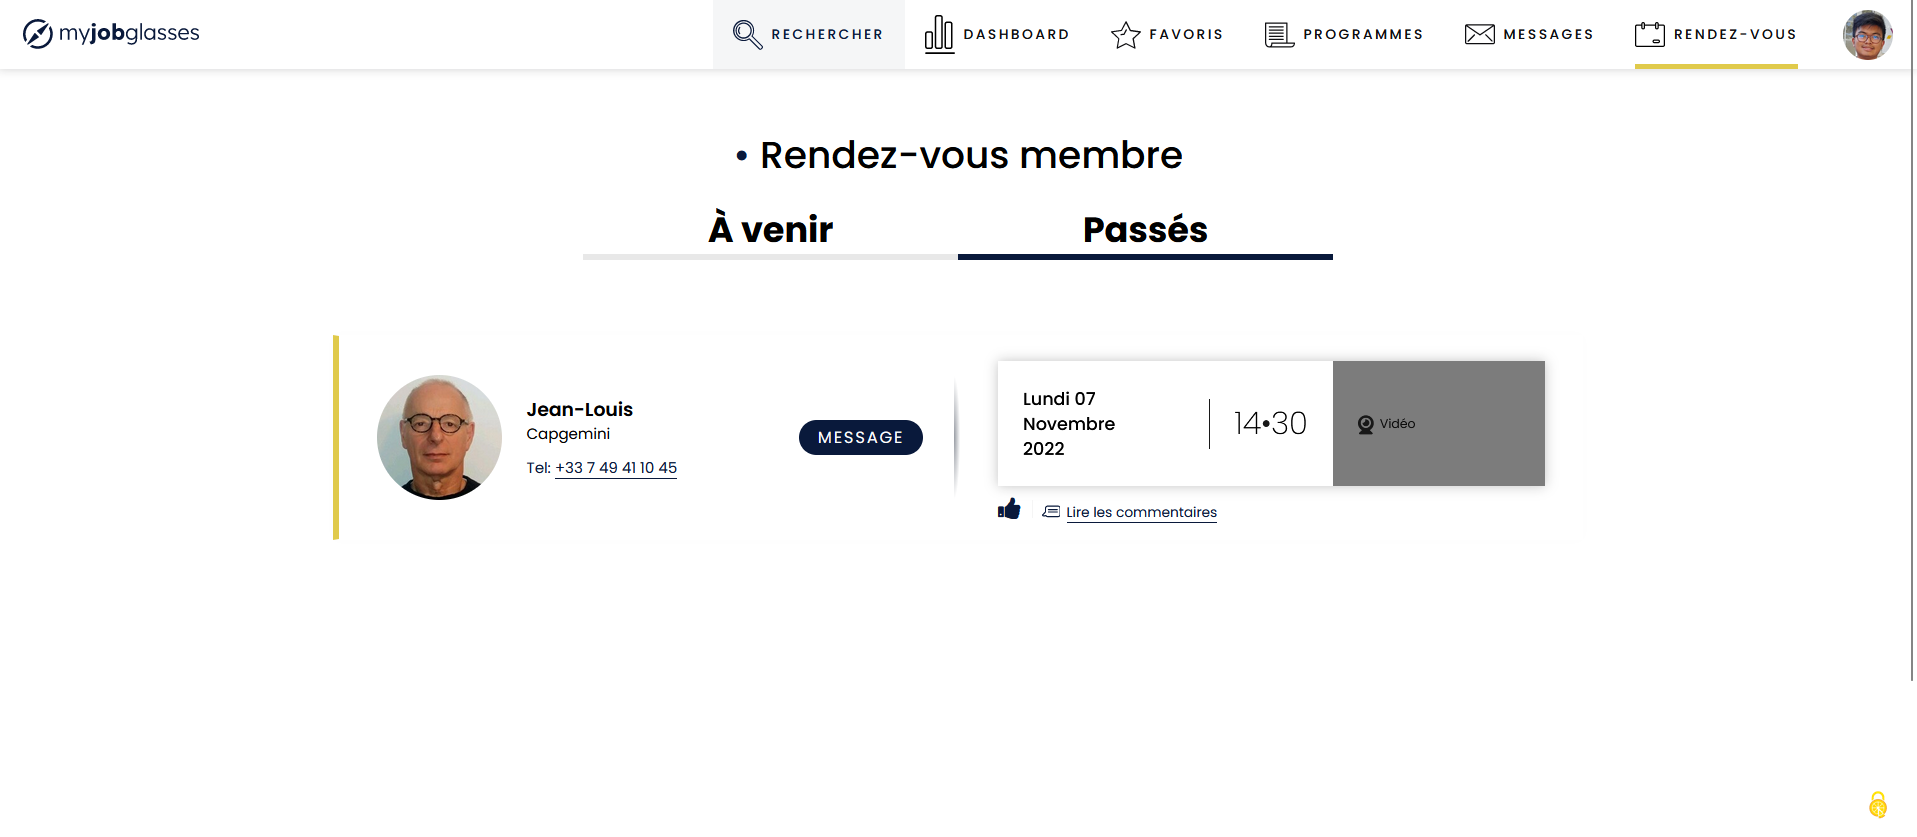 myjobglasses
RECHERCHER
DASHBOARD
FAVORIS
PROGRAMMES
MESSAGES
RENDEZ-VOUS
• Rendez-vous membre
À venir
Passés
Jean-Louis
Capgemini
Tel: +33 7 49 41 10 45
MESSAGE
Lundi 07
Novembre
2022
14•30
Vidéo
Lire les commentaires